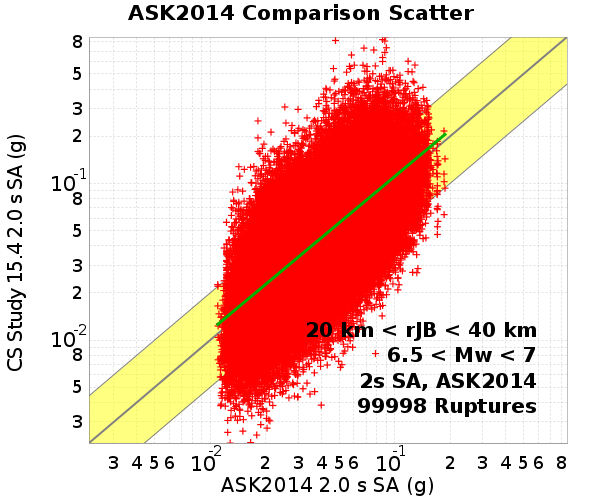 ASK2014 Comparison Scatter
8
5
3
2
10-1
8
5
3
2
10-2
8
5
3
CS Study 15.4 2.0 s SA (g)
20 km < rJB < 40 km
6.5 < Mw < 7
2s SA, ASK2014
99998 Ruptures
3 4 5 6 10-2 2 3 4 5 6 10-1 2 3 4 5 6 8
ASK2014 2.0 s SA (g)